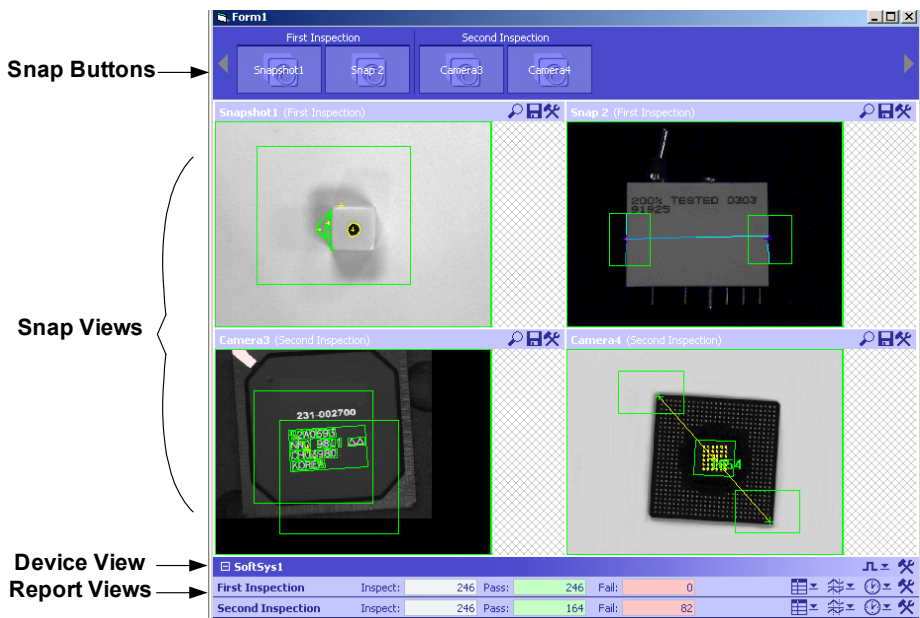 Form1
First Inspection Second Inspection
Snap Buttons
Snapshot1 Snap 2 Camera3 Camera4
Snapshot1 (First Inspection) Snap 2 (First Inspection)
200% TESTED 0303
91925
Snap Views
Camera3 (Second Inspection) Camera4 (Second Inspection)
231-002700
KOREA
Device View
SoftSys1
Report Views
First Inspection Inspect: 246 Pass: 246 Fail: 0
Second Inspection Inspect: 246 Pass: 164 Fail: 82